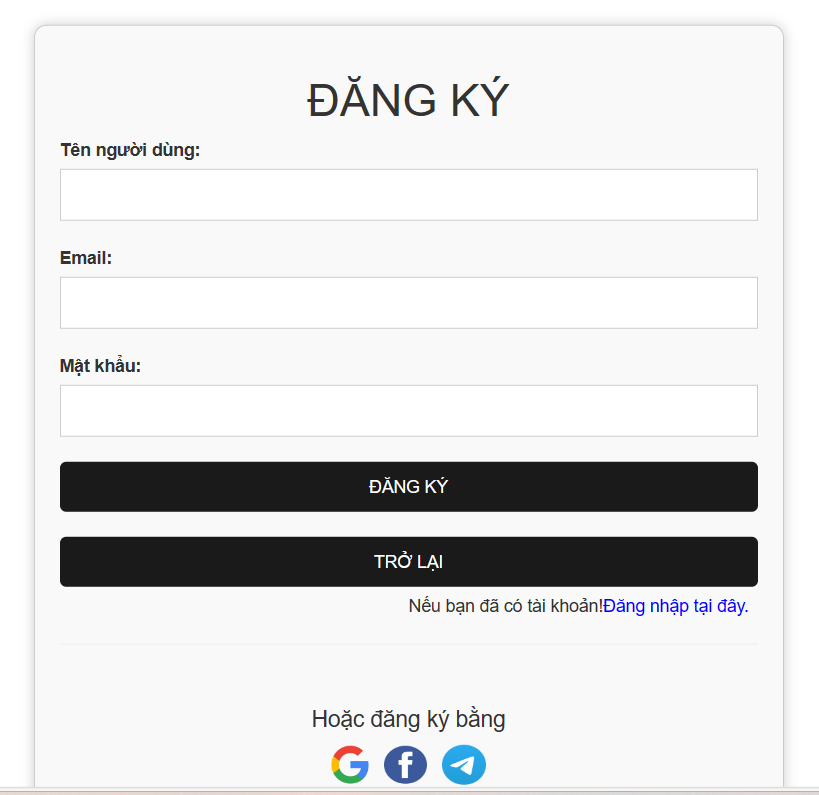 ĐĂNG KÝ
Tên người dùng:
Email:
Mật khẩu:
ĐĂNG KÝ
TRỞ LẠI
Nếu bạn đã có tài khoản!Đăng nhập tại đây.
Hoặc đăng ký bằng